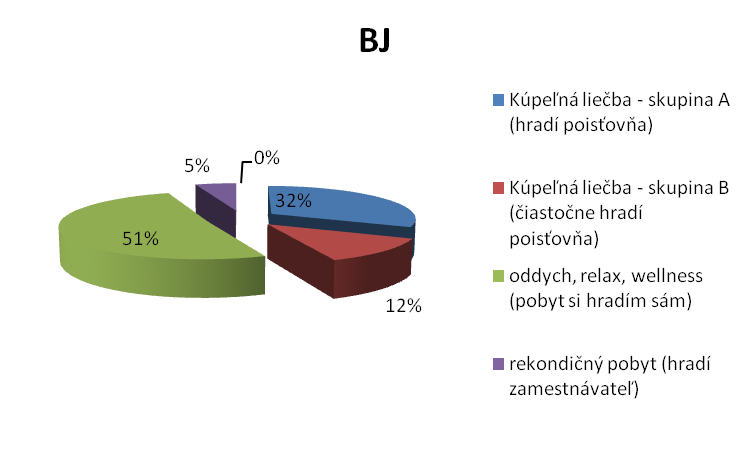 BJ
0%
5%
32%
51%
12%
Kúpeľná liečba - skupina A
(hradí poisťovňa)
Kúpeľná liečba - skupina B
(čiastočne hradí
poisťovňa)
oddych, relax, wellness
(pobyt si hradím sám)
rekondičný pobyt (hradí
zamestnávateľ)